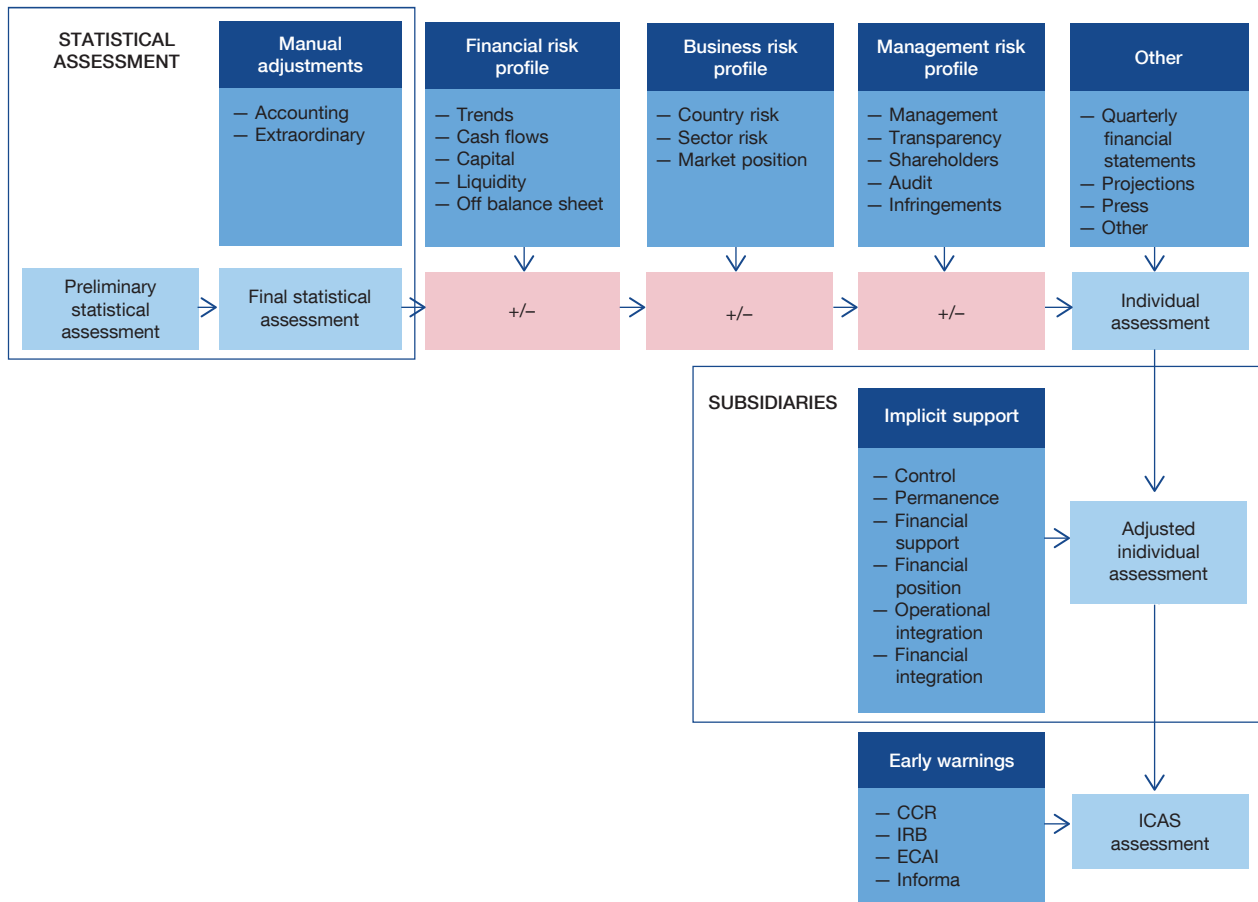 STATISTICAL
ASSESSMENT
Manual
adjustments
— Accounting
— Extraordinary
Financial risk
profile
— Trends
— Cash flows
— Capital
— Liquidity
— Off balance sheet
Business risk
profile
— Country risk
— Sector risk
— Market position
Management risk
profile
— Management
— Transparency
— Shareholders
— Audit
— Infringements
Other
— Quarterly
financial
statements
— Projections
— Press
— Other
Preliminary
statistical
assessment
Final statistical
assessment
+/–
+/–
+/–
Individual
assessment
SUBSIDIARIES
Implicit support
— Control
— Permanence
— Financial
support
— Financial
position
— Operational
integration
— Financial
integration
Adjusted
inidividual
assessment
Early warnings
— CCR
— IRB
— ECAI
— Informa
ICAS
assessment